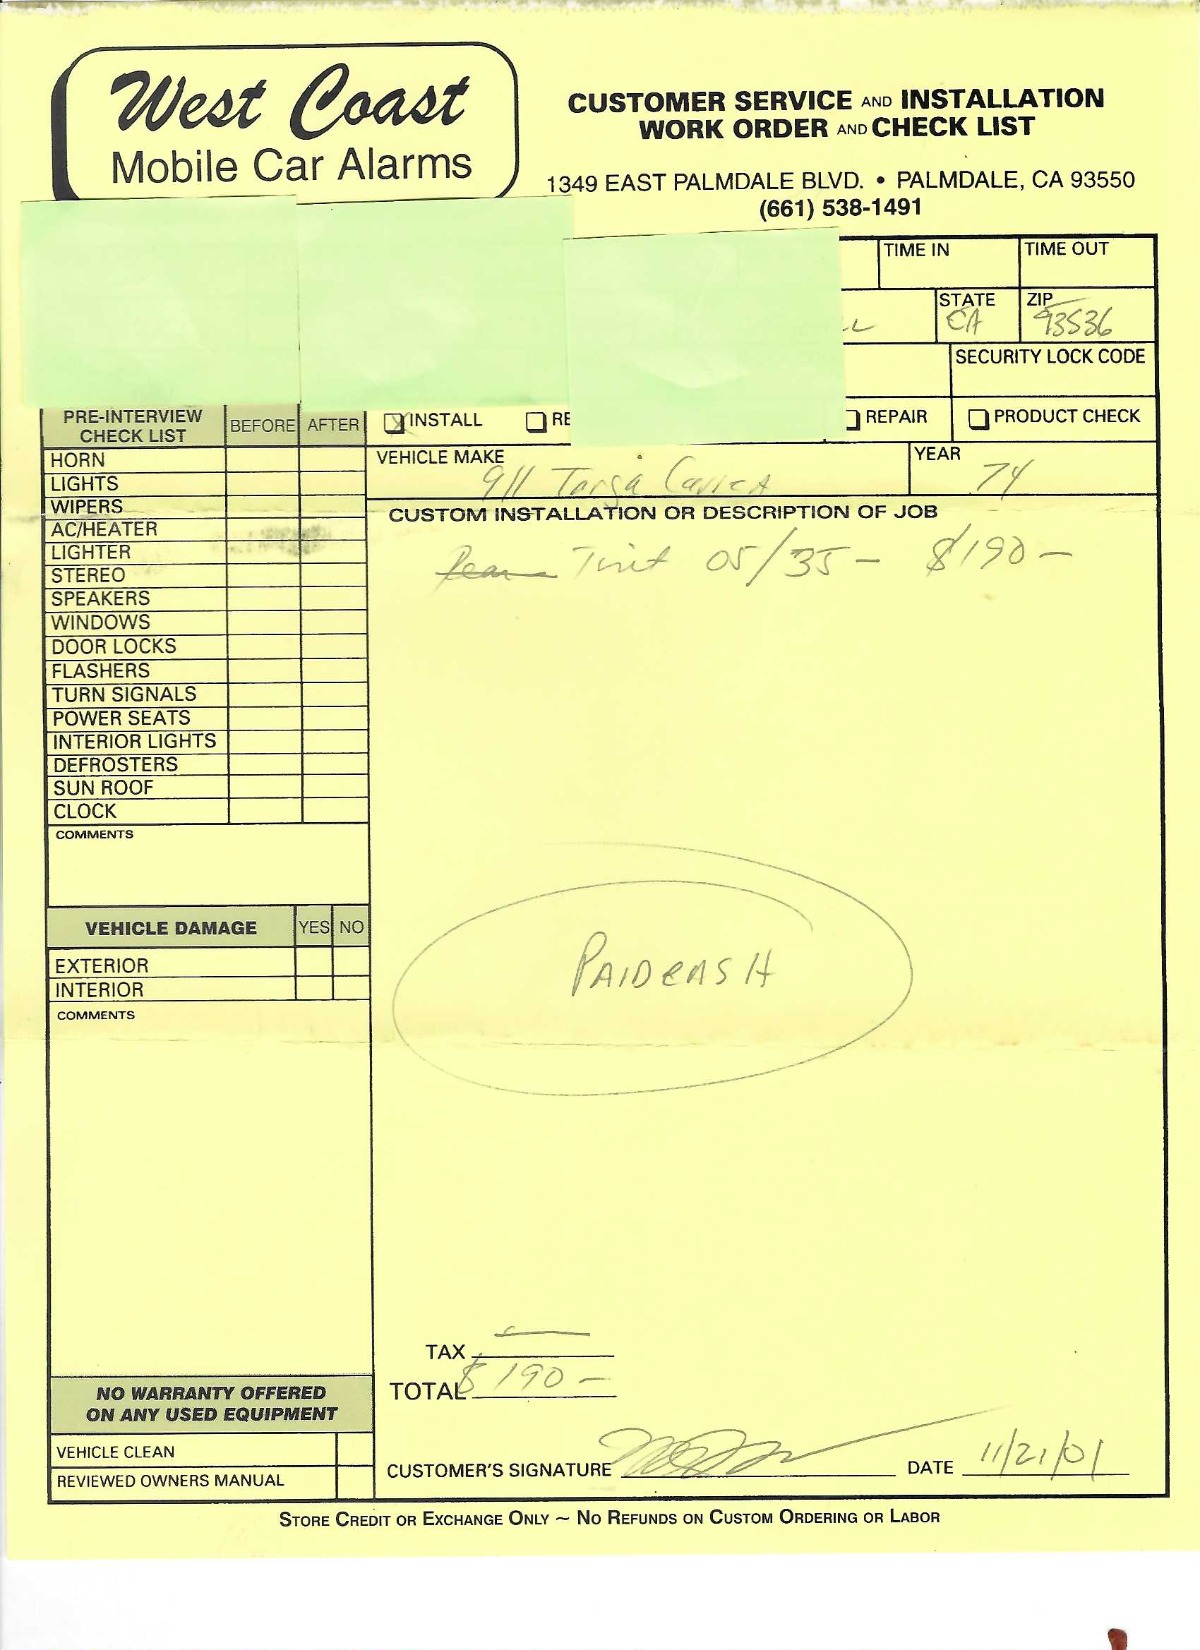 West Coast
Mobile Car Alarms
CUSTOMER SERVICE AND INSTALLATION
WORK ORDER AND CHECK LIST
1349 EAST PALMDALE BLVD. • PALMDALE, CA 93550
(661) 538-1491
TIME IN TIME OUT
STATE CA ZIP 93536
SECURITY LOCK CODE
PRE-INTERVIEW CHECK LIST BEFORE AFTER
INSTALL RE REPAIR PRODUCT CHECK
VEHICLE MAKE 911 Targa YEAR 74
CUSTOM INSTALLATION OR DESCRIPTION OF JOB
Rear Tint 05/35 – $190 –
HORN
LIGHTS
WIPERS
AC/HEATER
LIGHTER
STEREO
SPEAKERS
WINDOWS
DOOR LOCKS
FLASHERS
TURN SIGNALS
POWER SEATS
INTERIOR LIGHTS
DEFROSTERS
SUN ROOF
CLOCK
COMMENTS
VEHICLE DAMAGE YES NO
EXTERIOR
INTERIOR
COMMENTS
PAID CASH
TAX —
TOTAL $190 –
NO WARRANTY OFFERED
ON ANY USED EQUIPMENT
VEHICLE CLEAN
REVIEWED OWNERS MANUAL
CUSTOMER'S SIGNATURE DATE 11/21/01
STORE CREDIT OR EXCHANGE ONLY ~ NO REFUNDS ON CUSTOM ORDERING OR LABOR